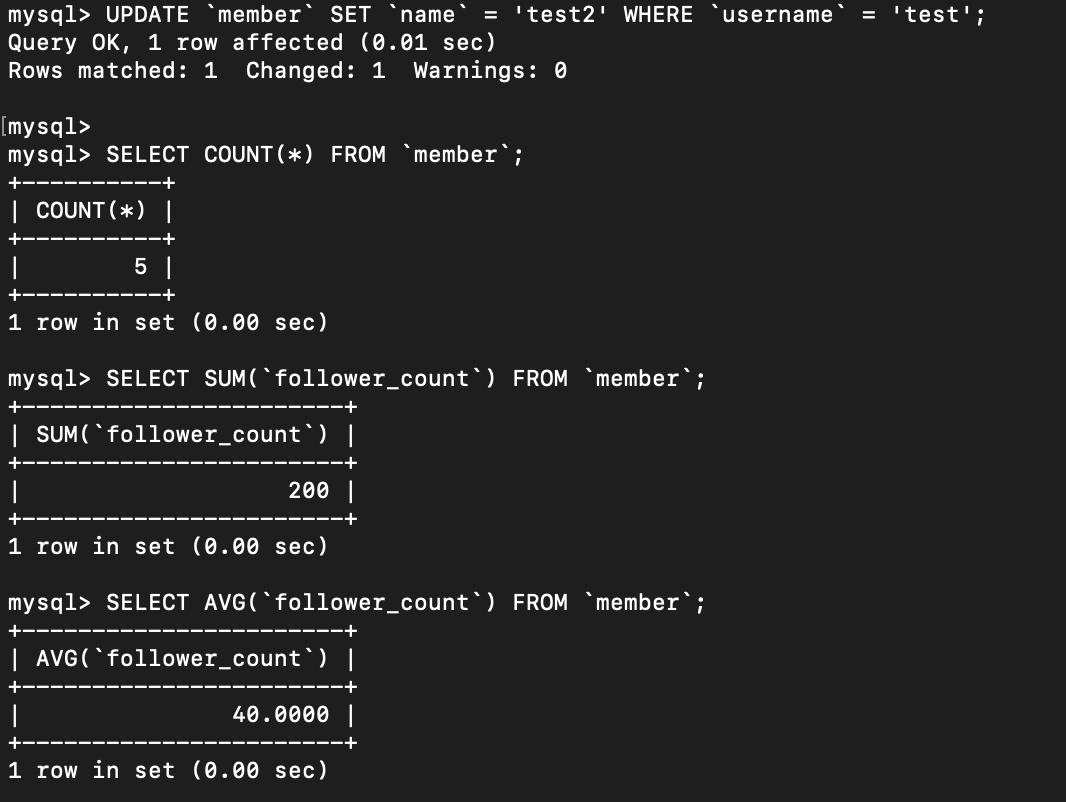 mysql> UPDATE `member` SET `name` = 'test2' WHERE `username` = 'test';
Query OK, 1 row affected (0.01 sec)
Rows matched: 1  Changed: 1  Warnings: 0
[mysql>
mysql> SELECT COUNT(*) FROM `member`;
+----------+
| COUNT(*) |
+----------+
|        5 |
+----------+
1 row in set (0.00 sec)
mysql> SELECT SUM(`follower_count`) FROM `member`;
+-----------------------+
| SUM(`follower_count`) |
+-----------------------+
|                   200 |
+-----------------------+
1 row in set (0.00 sec)
mysql> SELECT AVG(`follower_count`) FROM `member`;
+-----------------------+
| AVG(`follower_count`) |
+-----------------------+
|               40.0000 |
+-----------------------+
1 row in set (0.00 sec)